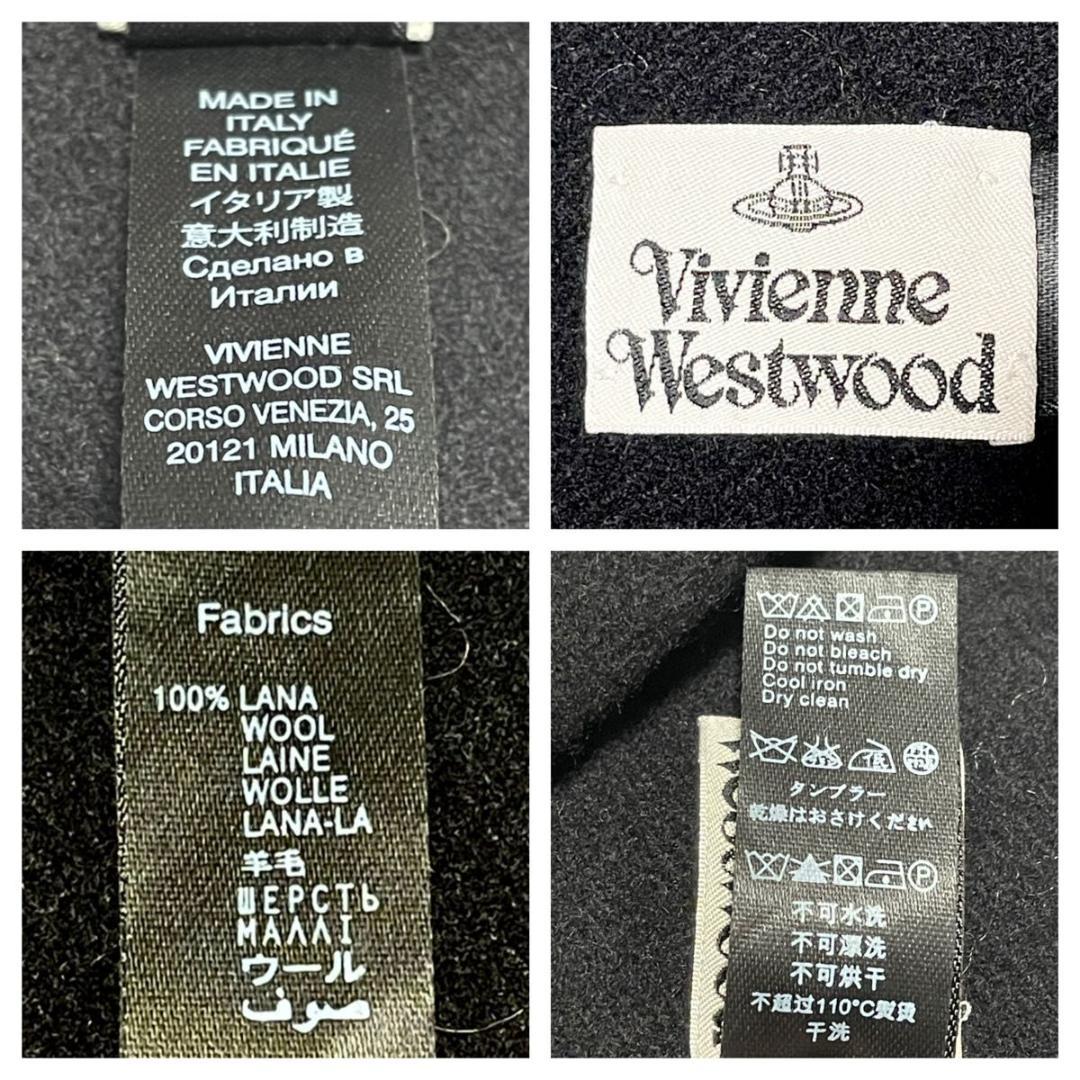 MADE IN
ITALY
FABRIQUÉ
EN ITALIE
イタリア製
意大利制造
Сделано в
Италии
VIVIENNE
WESTWOOD SRL
CORSO VENEZIA, 25
20121 MILANO
ITALIA
Vivienne
Westwood
Fabrics
100% LANA
WOOL
LAINE
WOLLE
LANA-LA
羊毛
ШЕРСТЬ
ΜΑΛΛΙ
ウール
صوف
P
Do not wash
Do not bleach
Do not tumble dry
Cool iron
Dry clean
低
タンブラー
乾燥はおさけください
P
不可水洗
不可漂洗
不可烘干
不超过110°C熨烫
干洗